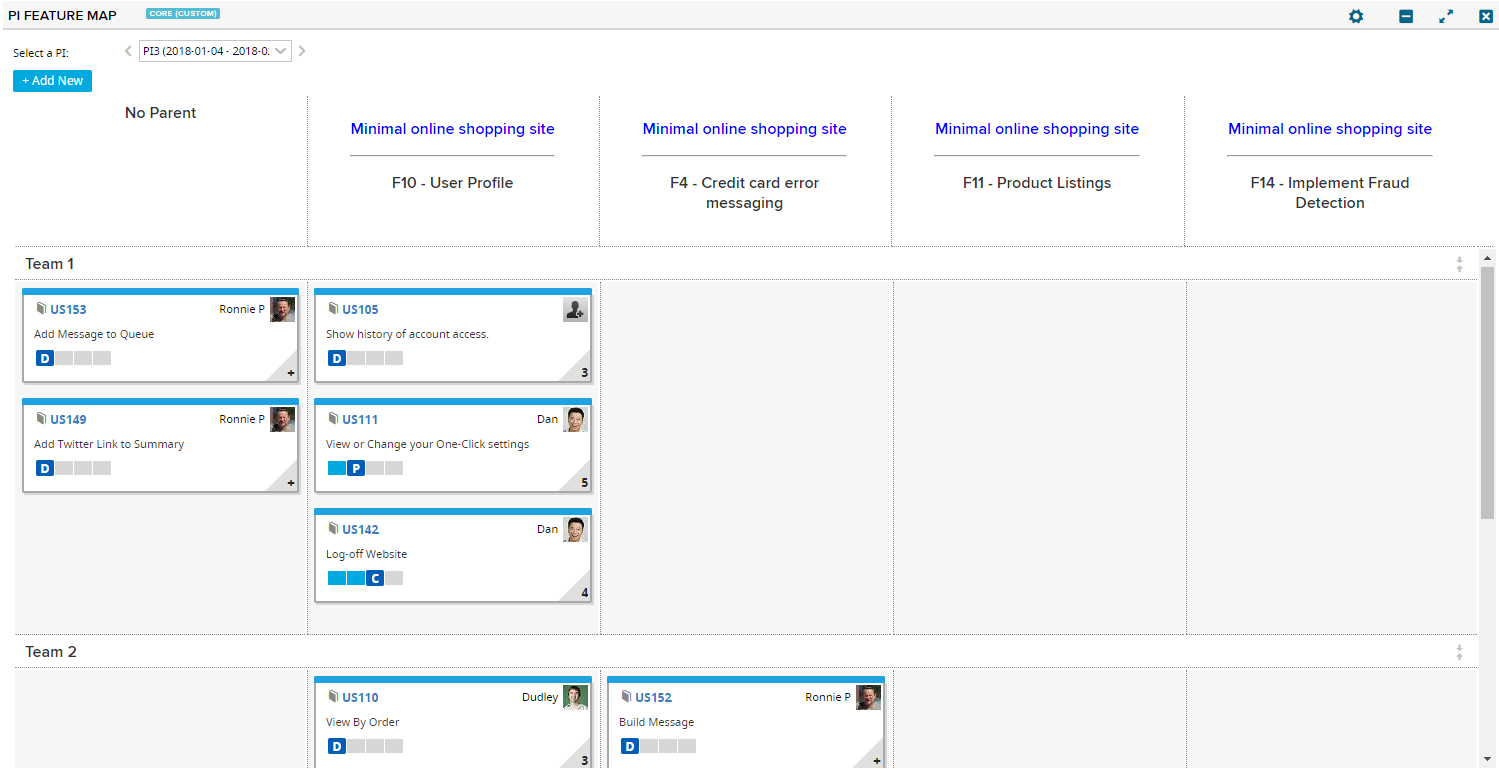 PI FEATURE MAP CORE (CUSTOM)
Select a PI: PI3 (2018-01-04 - 2018-0
+ Add New
No Parent
Minimal online shopping site
F10 - User Profile
Minimal online shopping site
F4 - Credit card error
messaging
Minimal online shopping site
F11 - Product Listings
Minimal online shopping site
F14 - Implement Fraud
Detection
Team 1
US153 Ronnie P
Add Message to Queue
D
+
US105
Show history of account access.
D
3
US149 Ronnie P
Add Twitter Link to Summary
D
+
US111 Dan
View or Change your One-Click settings
P
5
US142 Dan
Log-off Website
C
4
Team 2
US110 Dudley
View By Order
D
3
US152 Ronnie P
Build Message
D
+